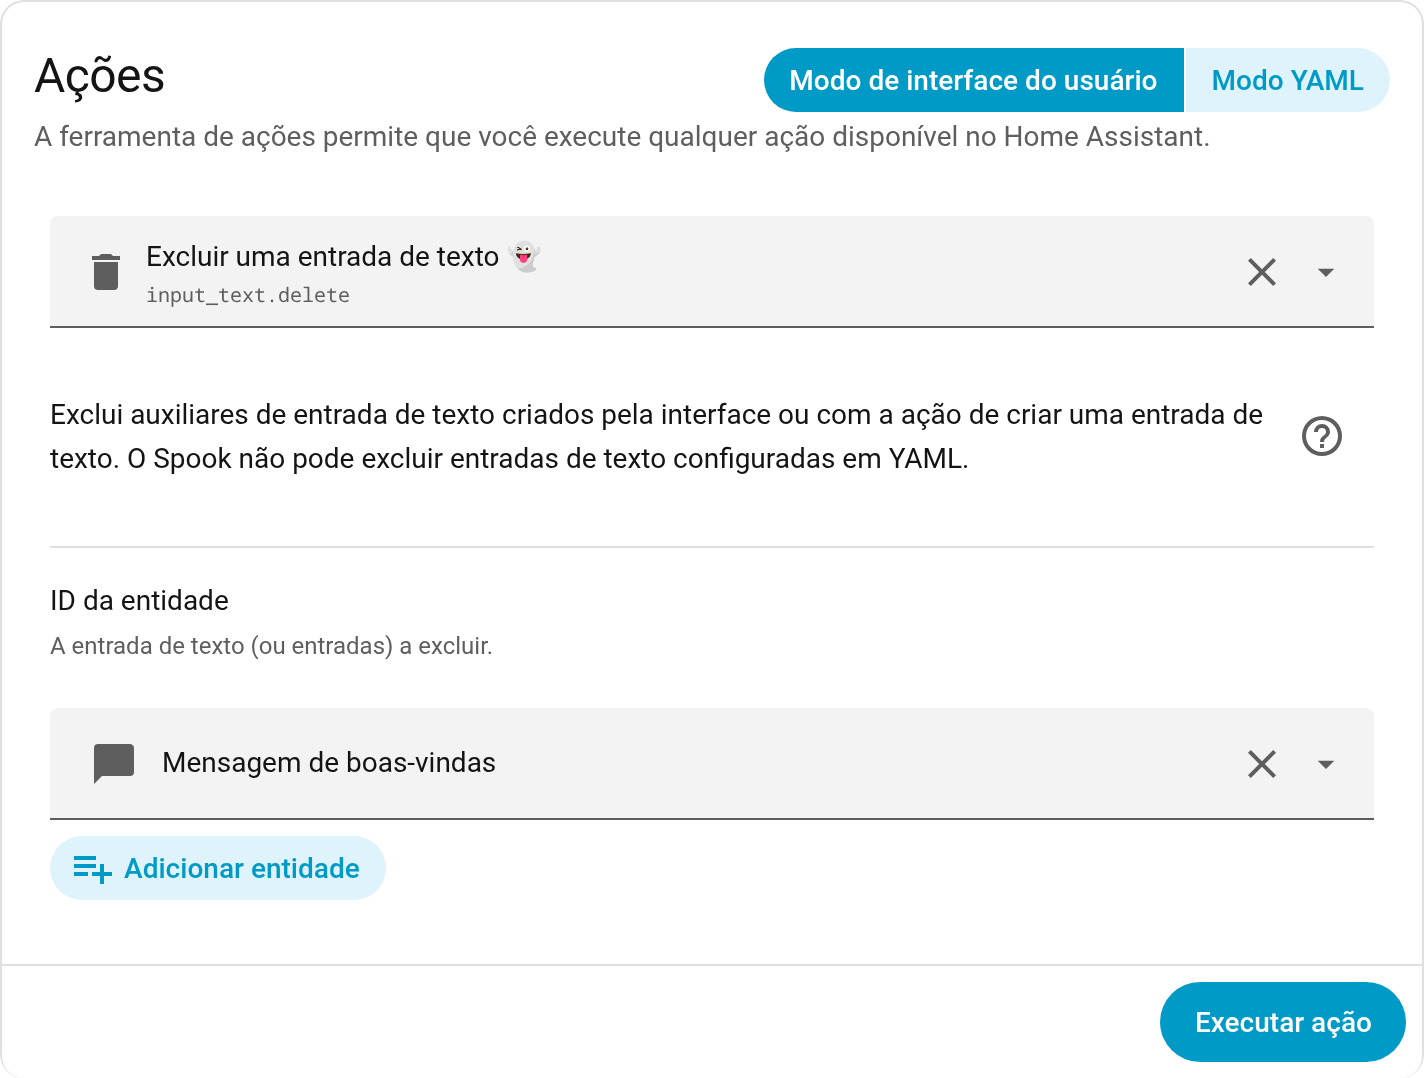 Ações
Modo de interface do usuário
Modo YAML
A ferramenta de ações permite que você execute qualquer ação disponível no Home Assistant.
Excluir uma entrada de texto 👻
input_text.delete
Exclui auxiliares de entrada de texto criados pela interface ou com a ação de criar uma entrada de
texto. O Spook não pode excluir entradas de texto configuradas em YAML.
ID da entidade
A entrada de texto (ou entradas) a excluir.
Mensagem de boas-vindas
Adicionar entidade
Executar ação